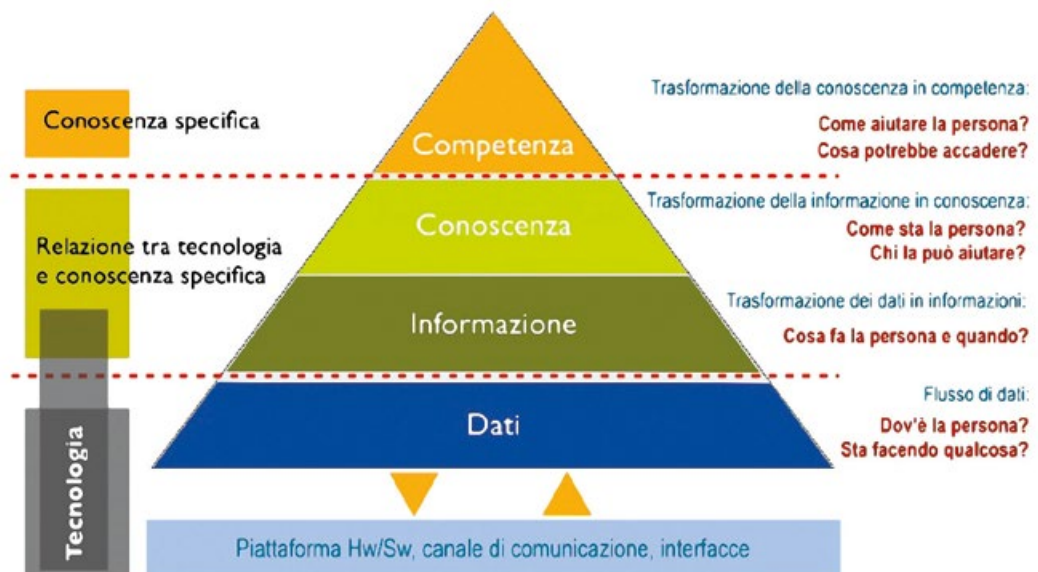 Conoscenza specifica
Relazione tra tecnologia
e conoscenza specifica
Tecnologia
Competenza
Conoscenza
Informazione
Dati
Trasformazione della conoscenza in competenza:
Come aiutare la persona?
Cosa potrebbe accadere?
Trasformazione della informazione in conoscenza:
Come sta la persona?
Chi la può aiutare?
Trasformazione dei dati in informazioni:
Cosa fa la persona e quando?
Flusso di dati:
Dov'è la persona?
Sta facendo qualcosa?
Piattaforma Hw/Sw, canale di comunicazione, interfacce